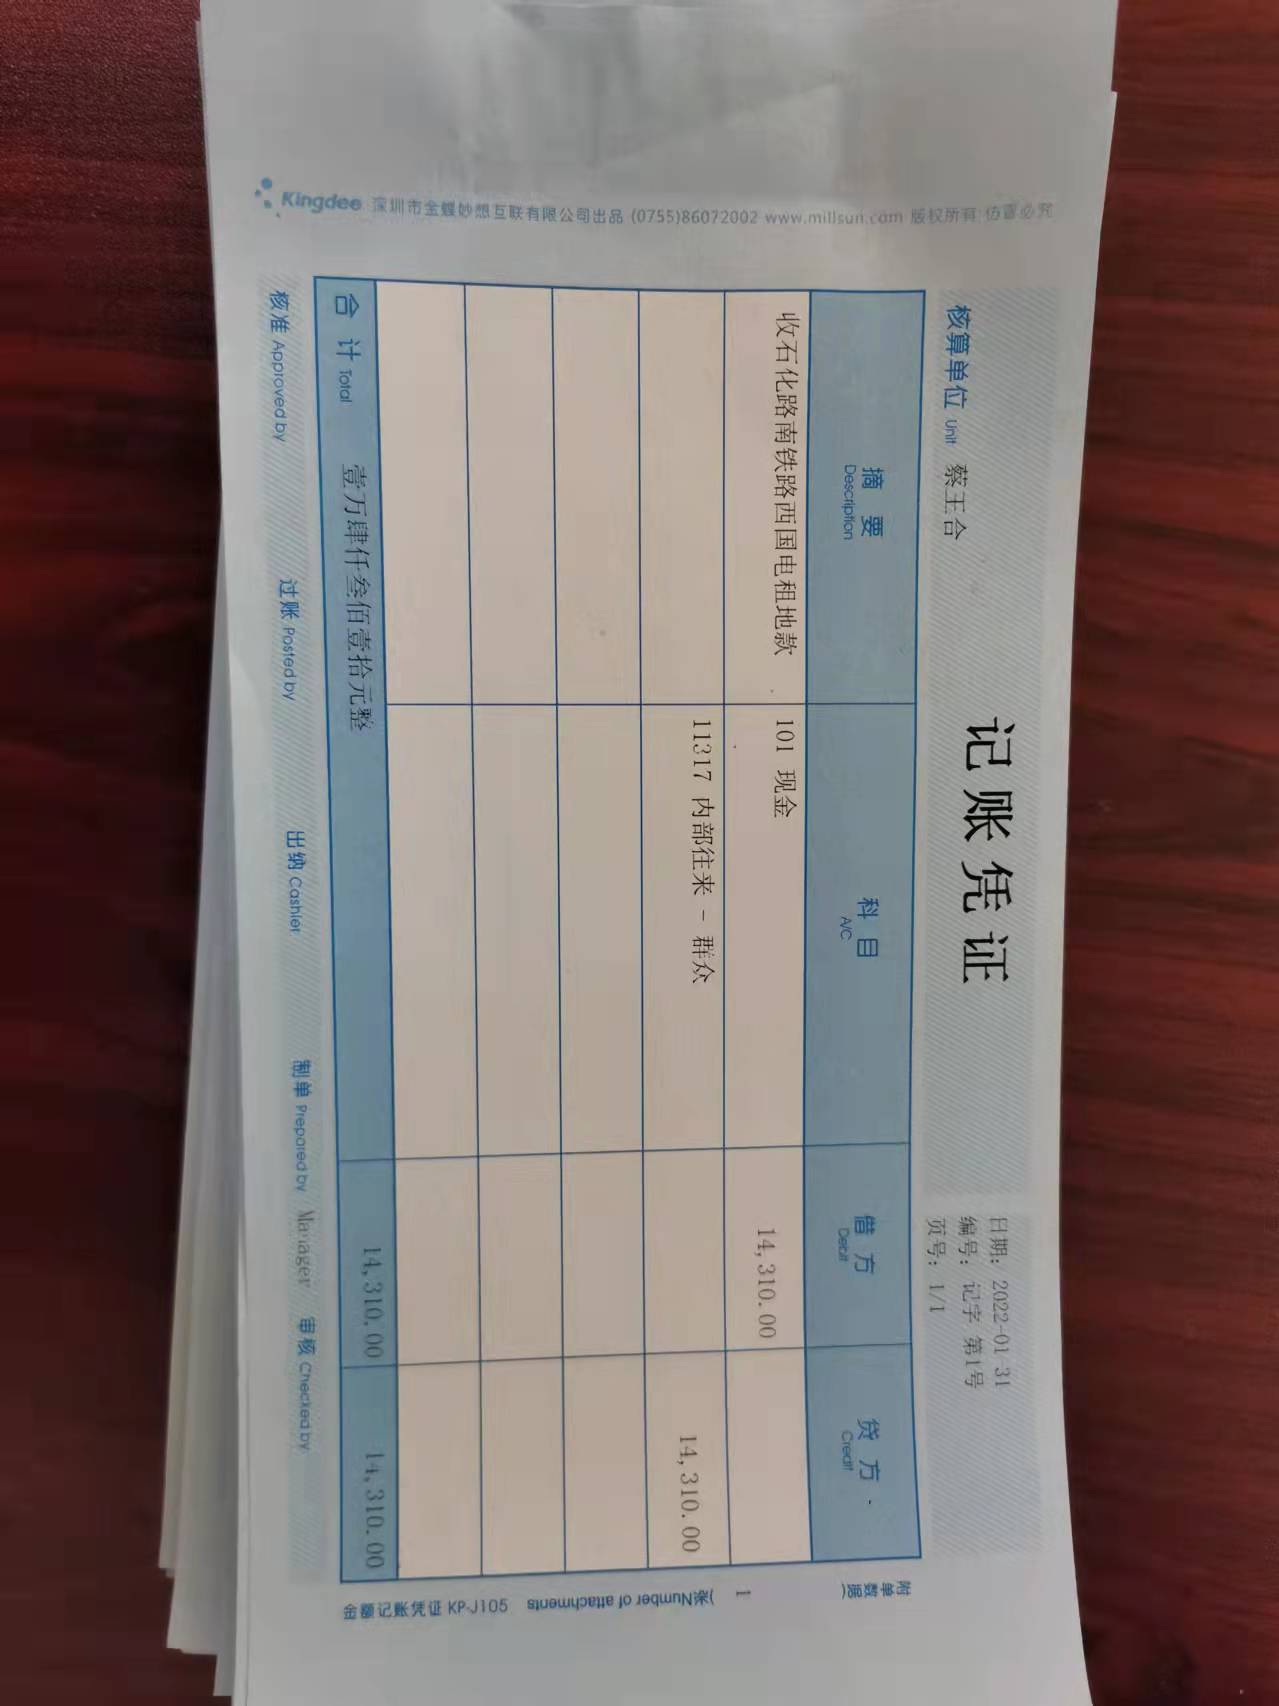 记账凭证
日期: 2022-01-31
编号: 记字 第1号
页号: 1/1
核算单位 Unit 蔡王合
摘 要 科 目 借 方 贷 方
Description A/C Debit Credit
收石化路南铁路西国电租地款 101 现金 14,310.00
11317 内部往来 - 群众 14,310.00
合 计 Total 壹万肆仟叁佰壹拾元整 14,310.00 14,310.00
附单据数( 1 )张 Number of attachments
金额记账凭证 KP-J105
核准 Approved by 过账 Posted by 出纳 Cashier 制单 Prepared by Manager 审核 Checked by
Kingdee 深圳市金蝶妙想互联有限公司出品 (0755)86072002 www.millsun.com 版权所有 仿冒必究